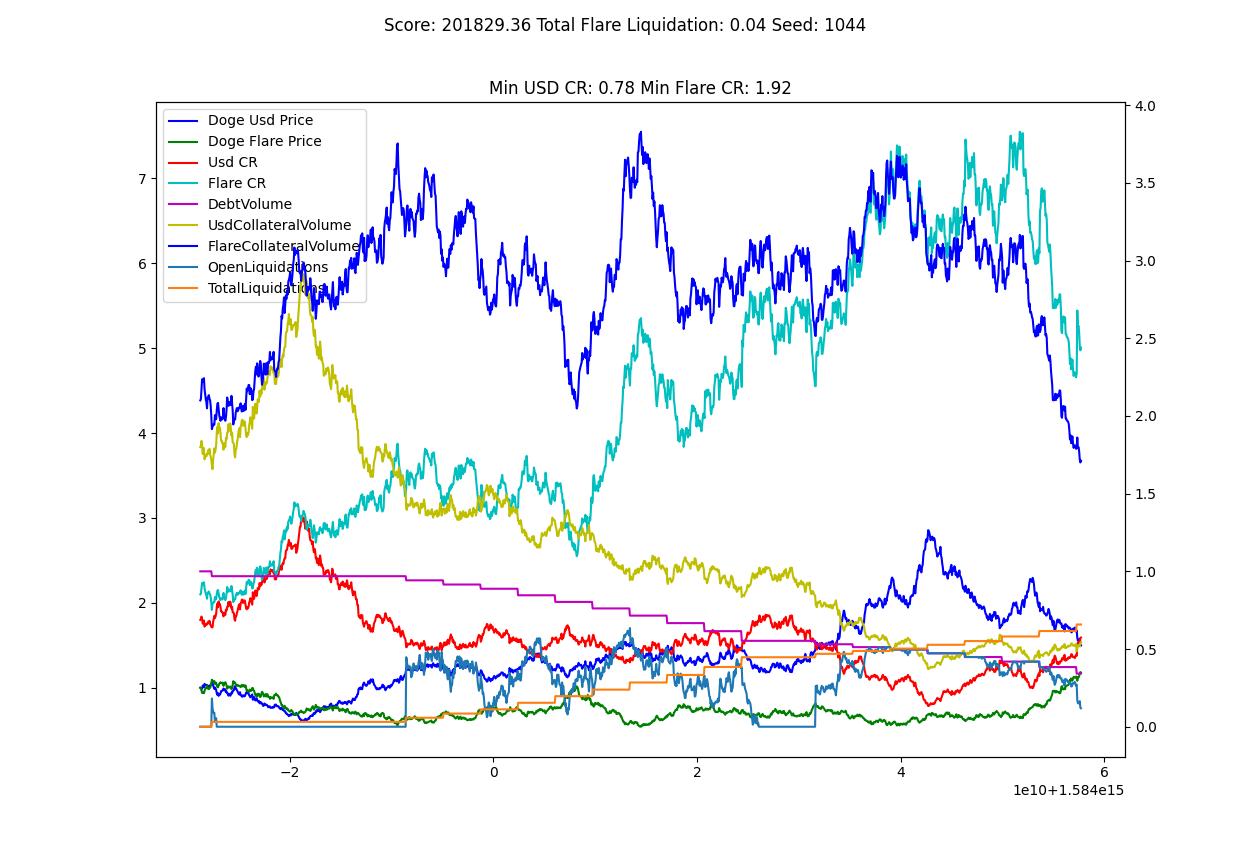 Score: 201829.36 Total Flare Liquidation: 0.04 Seed: 1044
Min USD CR: 0.78 Min Flare CR: 1.92
Doge Usd Price
Doge Flare Price
Usd CR
Flare CR
DebtVolume
UsdCollateralVolume
FlareCollateralVolume
OpenLiquidations
TotalLiquidations
7
6
5
4
3
2
1
4.0
3.5
3.0
2.5
2.0
1.5
1.0
0.5
0.0
−2
0
2
4
6
1e10+1.584e15